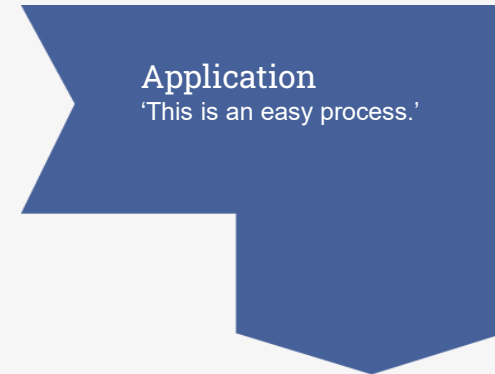 Application
‘This is an easy process.’